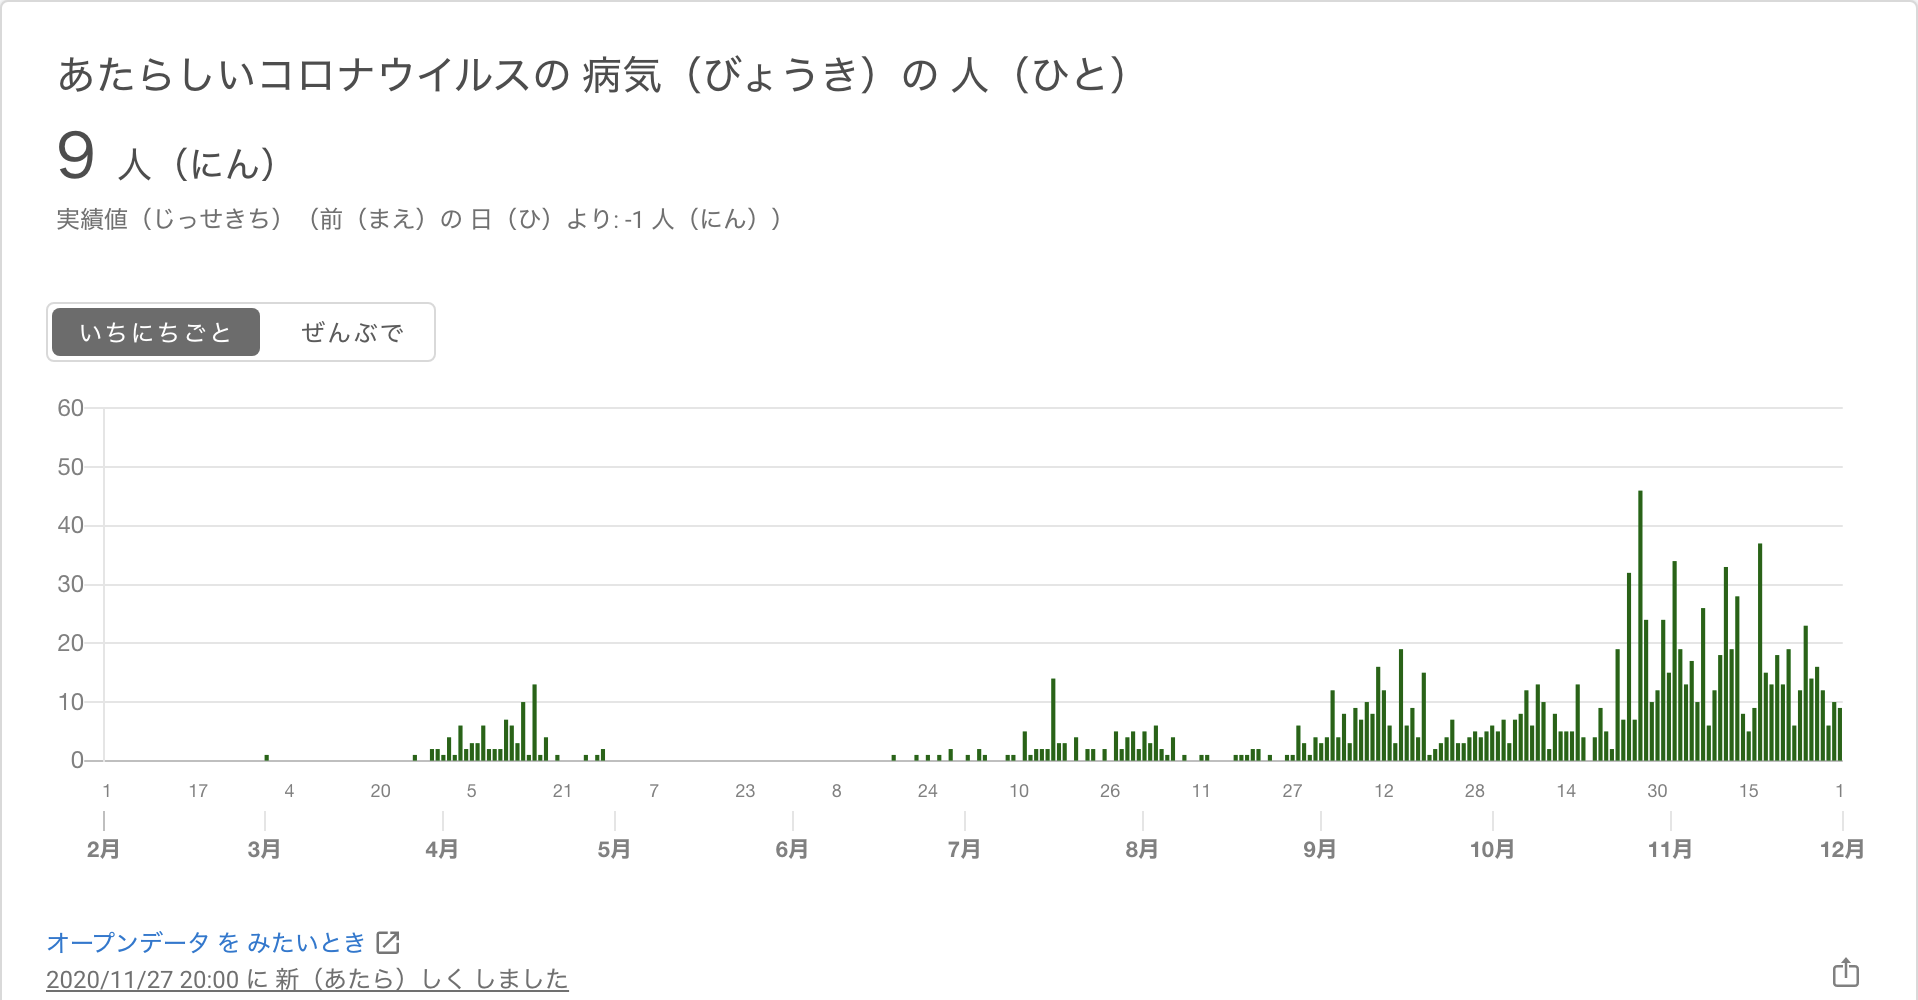 あたらしいコロナウイルスの 病気（びょうき）の 人（ひと）
9 人（にん）
実績値（じっせきち）（前（まえ）の 日（ひ）より: -1 人（にん））
いちにちごと ぜんぶで
60
50
40
30
20
10
0
1 17 4 20 5 21 7 23 8 24 10 26 11 27 12 28 14 30 15 1
2月 3月 4月 5月 6月 7月 8月 9月 10月 11月 12月
オープンデータ を みたいとき
2020/11/27 20:00 に 新（あたら）しく しました